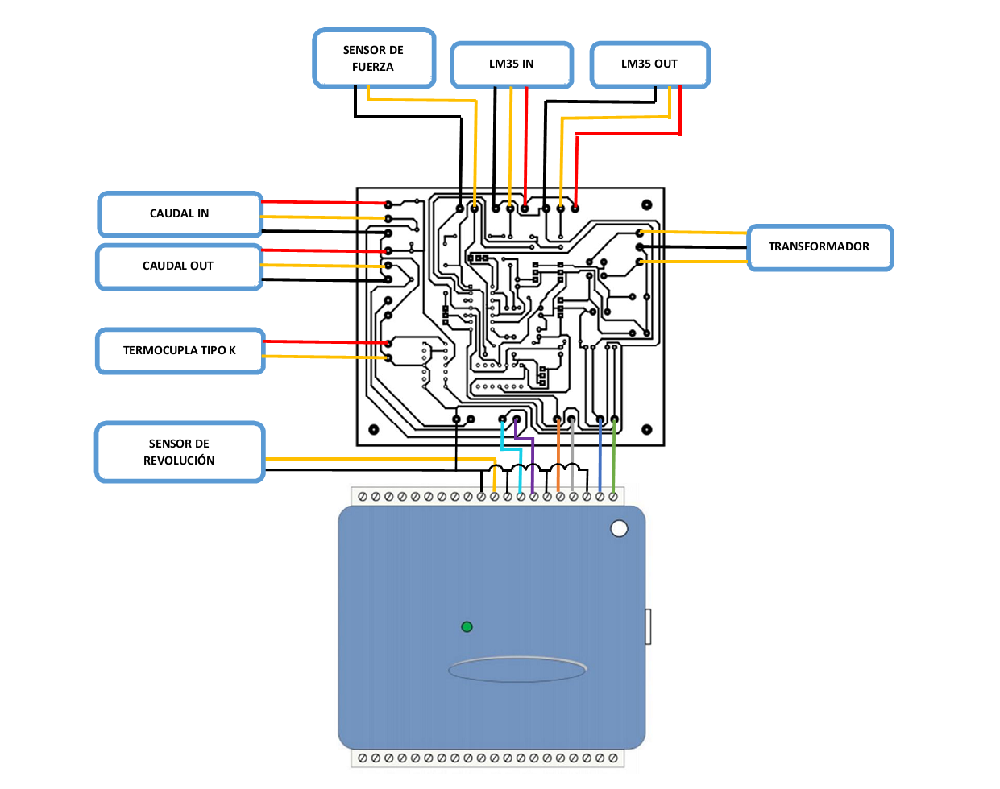 SENSOR DE
FUERZA
LM35 IN
LM35 OUT
CAUDAL IN
CAUDAL OUT
TRANSFORMADOR
TERMOCUPLA TIPO K
SENSOR DE
REVOLUCIÓN